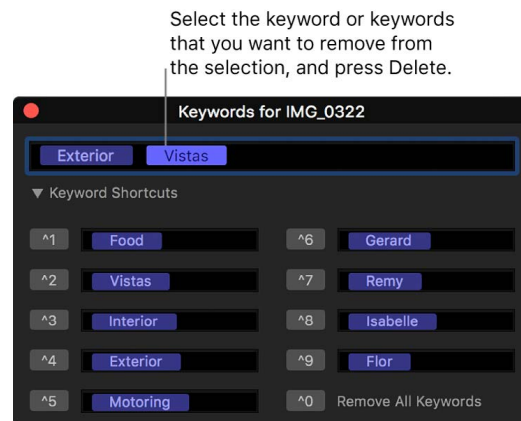 Select the keyword or keywords
that you want to remove from
the selection, and press Delete.
Keywords for IMG_0322
Exterior Vistas
▼ Keyword Shortcuts
^1 Food ^6 Gerard
^2 Vistas ^7 Remy
^3 Interior ^8 Isabelle
^4 Exterior ^9 Flor
^5 Motoring ^0 Remove All Keywords